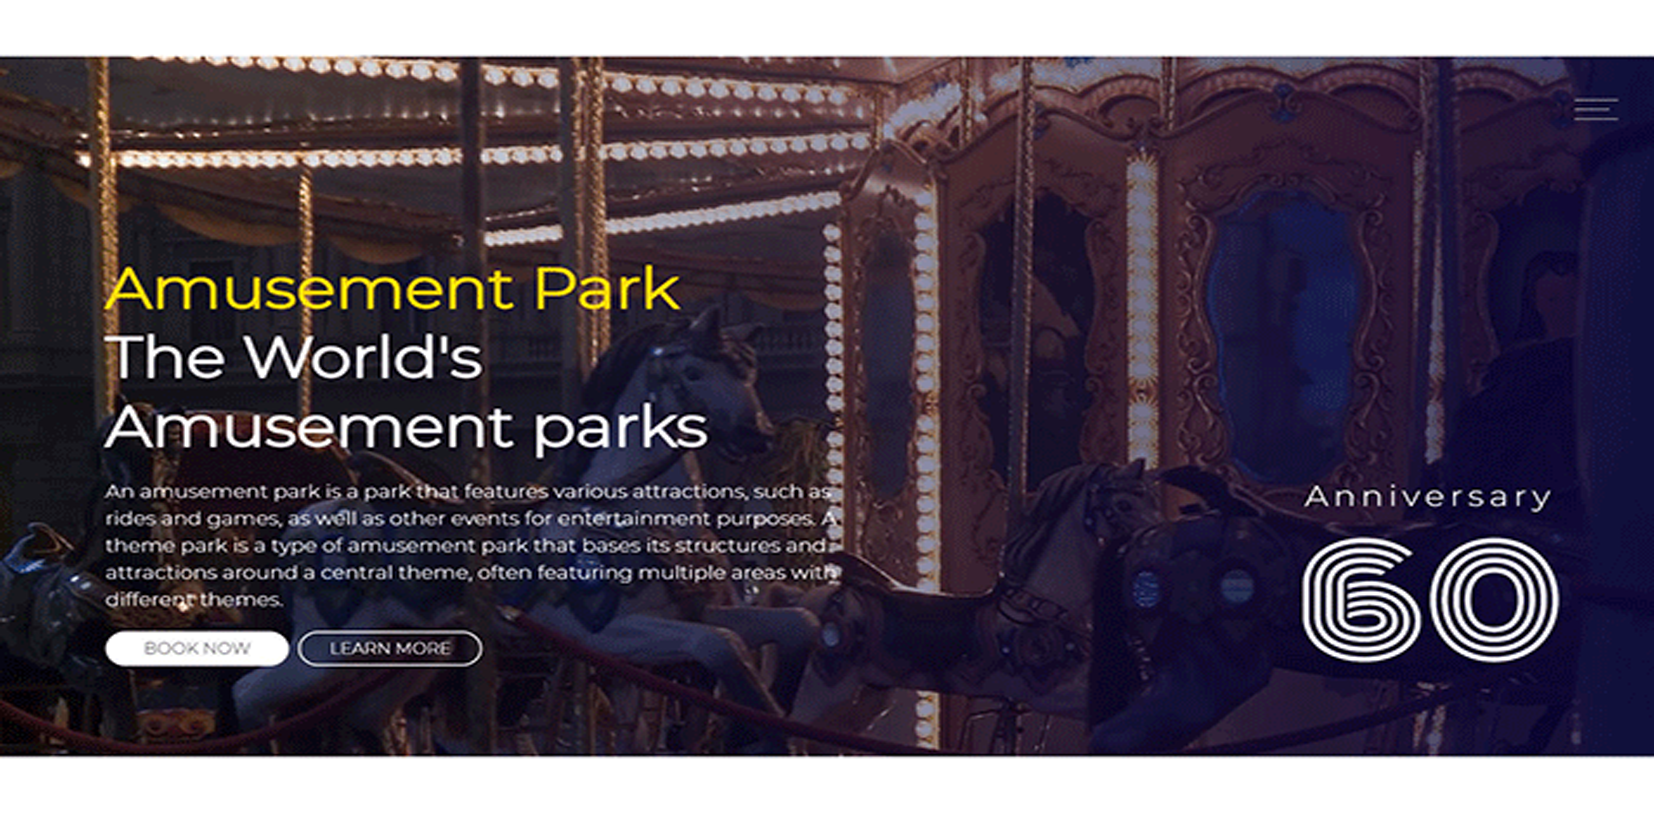 Amusement Park
The World's
Amusement parks
An amusement park is a park that features various attractions, such as
rides and games, as well as other events for entertainment purposes. A
theme park is a type of amusement park that bases its structures and
attractions around a central theme, often featuring multiple areas with
different themes.
BOOK NOW
LEARN MORE
Anniversary
60